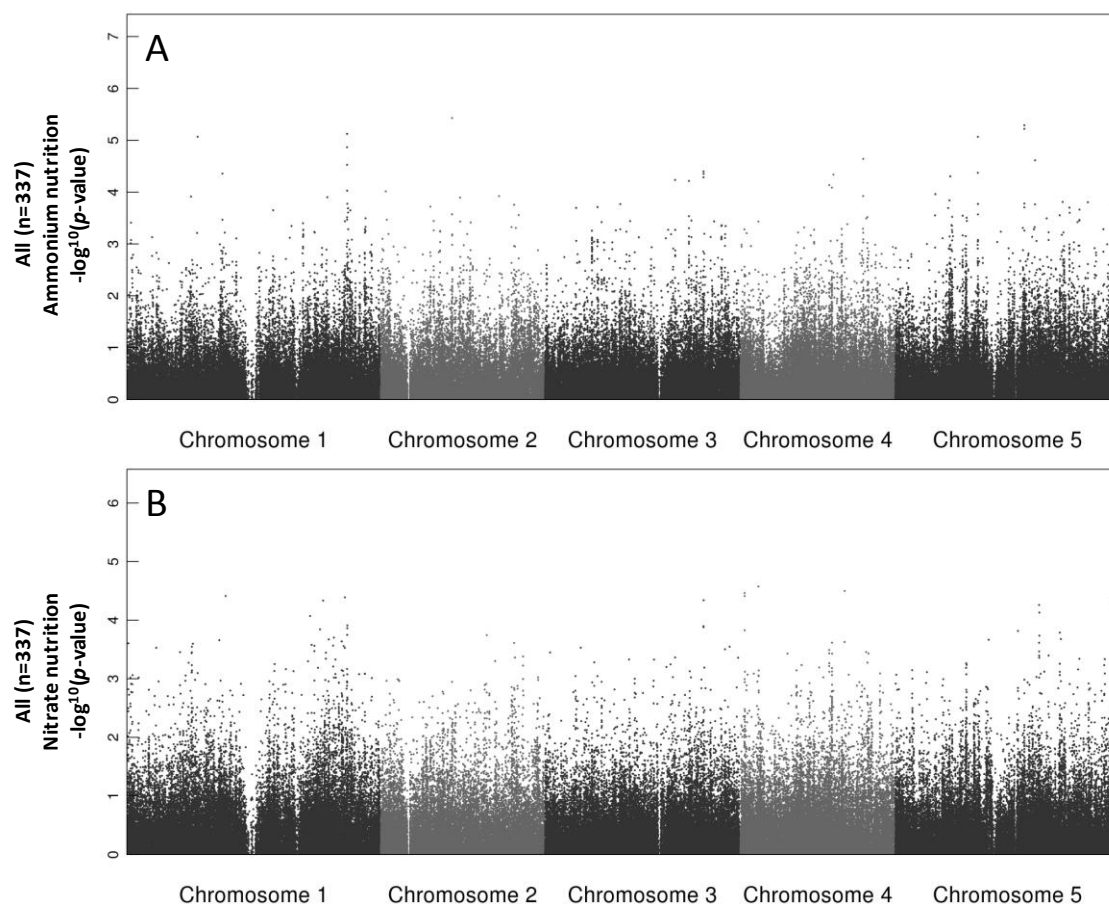 A
All (n=337)
Ammonium nutrition
-log¹⁰(p-value)
7
6
5
4
3
2
1
0
Chromosome 1 Chromosome 2 Chromosome 3 Chromosome 4 Chromosome 5
B
All (n=337)
Nitrate nutrition
-log¹⁰(p-value)
6
5
4
3
2
1
0
Chromosome 1 Chromosome 2 Chromosome 3 Chromosome 4 Chromosome 5